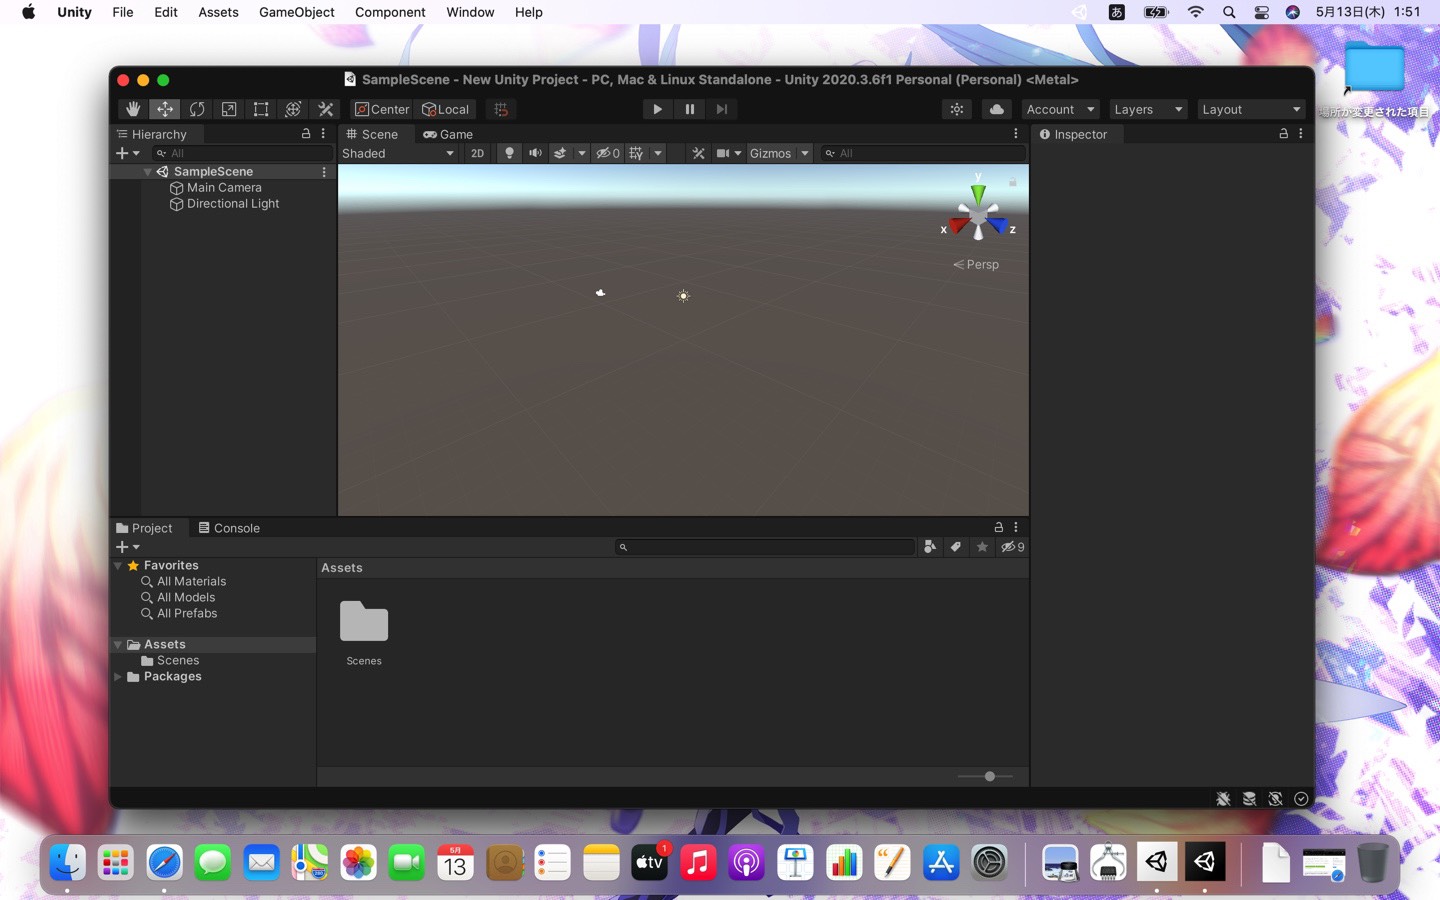 Unity File Edit Assets GameObject Component Window Help あ 5月13日(木) 1:51
SampleScene - New Unity Project - PC, Mac & Linux Standalone - Unity 2020.3.6f1 Personal (Personal) <Metal>
場所が変更された項目
Center Local Account Layers Layout
Hierarchy
All
SampleScene
Main Camera
Directional Light
Scene Game
Shaded 2D 0 Gizmos All
y
x z
Persp
Inspector
Project Console
9
Favorites
All Materials
All Models
All Prefabs
Assets
Scenes
Packages
Assets
Scenes
5月
13
tv
1